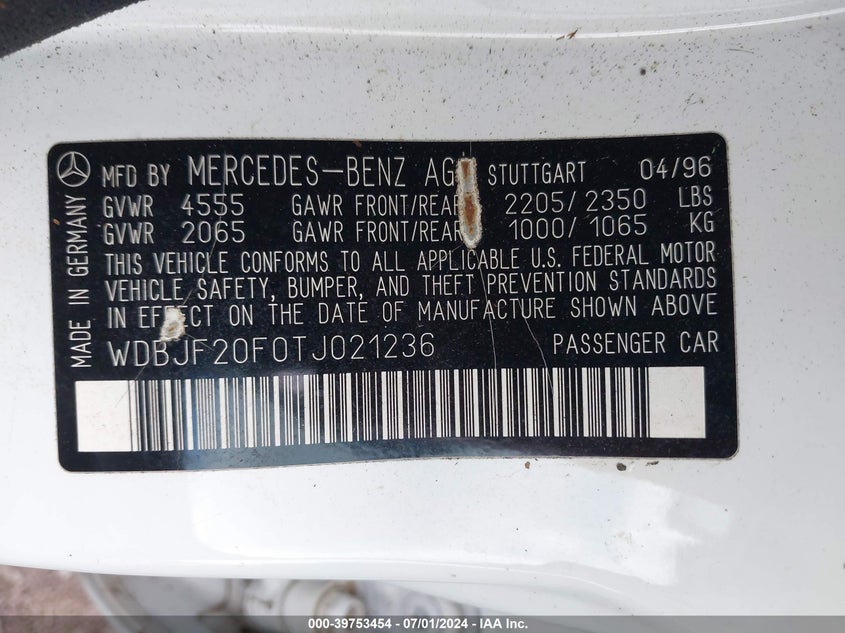 MFD BY MERCEDES-BENZ AG STUTTGART 04/96
GVWR 4555 GAWR FRONT/REAR 2205/2350 LBS
GVWR 2065 GAWR FRONT/REAR 1000/1065 KG
THIS VEHICLE CONFORMS TO ALL APPLICABLE U.S. FEDERAL MOTOR
VEHICLE SAFETY, BUMPER, AND THEFT PREVENTION STANDARDS
IN EFFECT ON THE DATE OF MANUFACTURE SHOWN ABOVE
WDBJF20F0TJ021236 PASSENGER CAR
MADE IN GERMANY
000-39753454 - 07/01/2024 - IAA Inc.